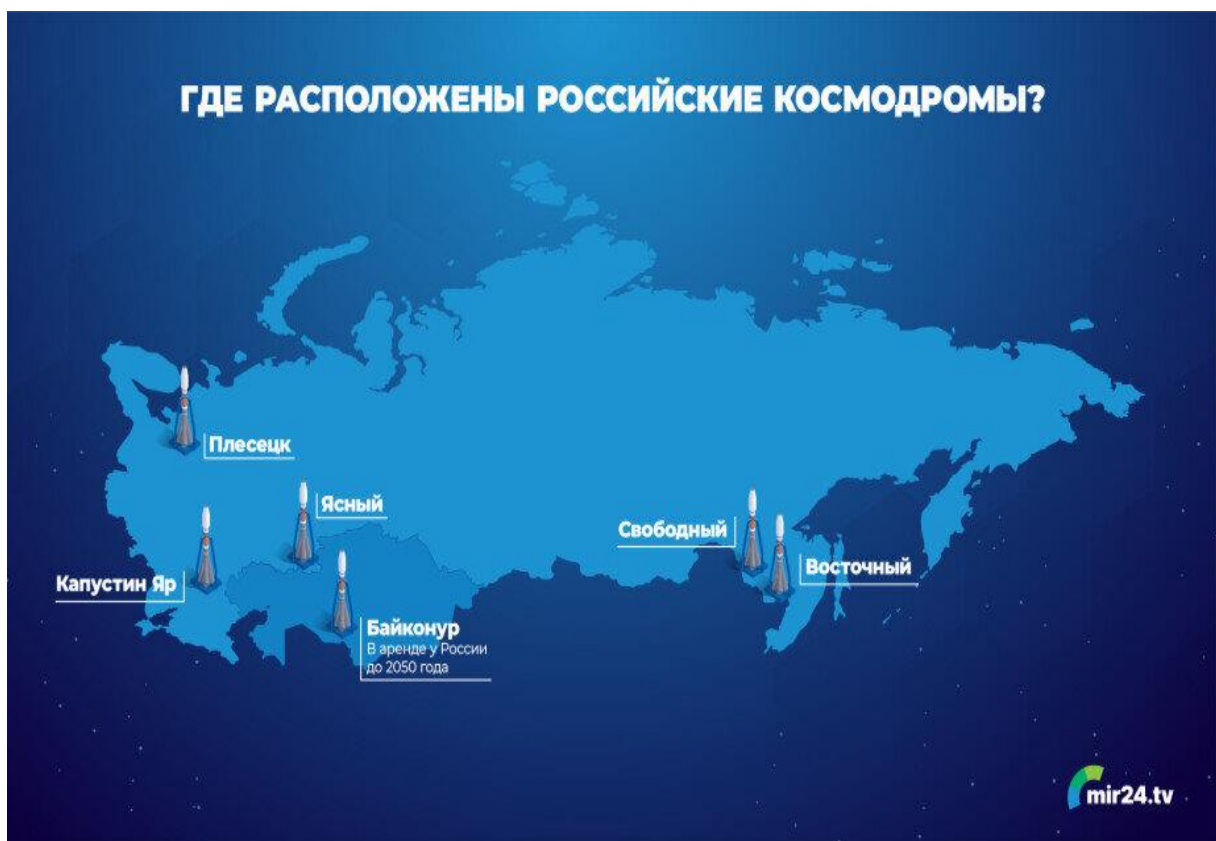 ГДЕ РАСПОЛОЖЕНЫ РОССИЙСКИЕ КОСМОДРОМЫ?
Плесецк
Ясный
Свободный
Восточный
Капустин Яр
Байконур
В аренде у России
до 2050 года
mir24.tv